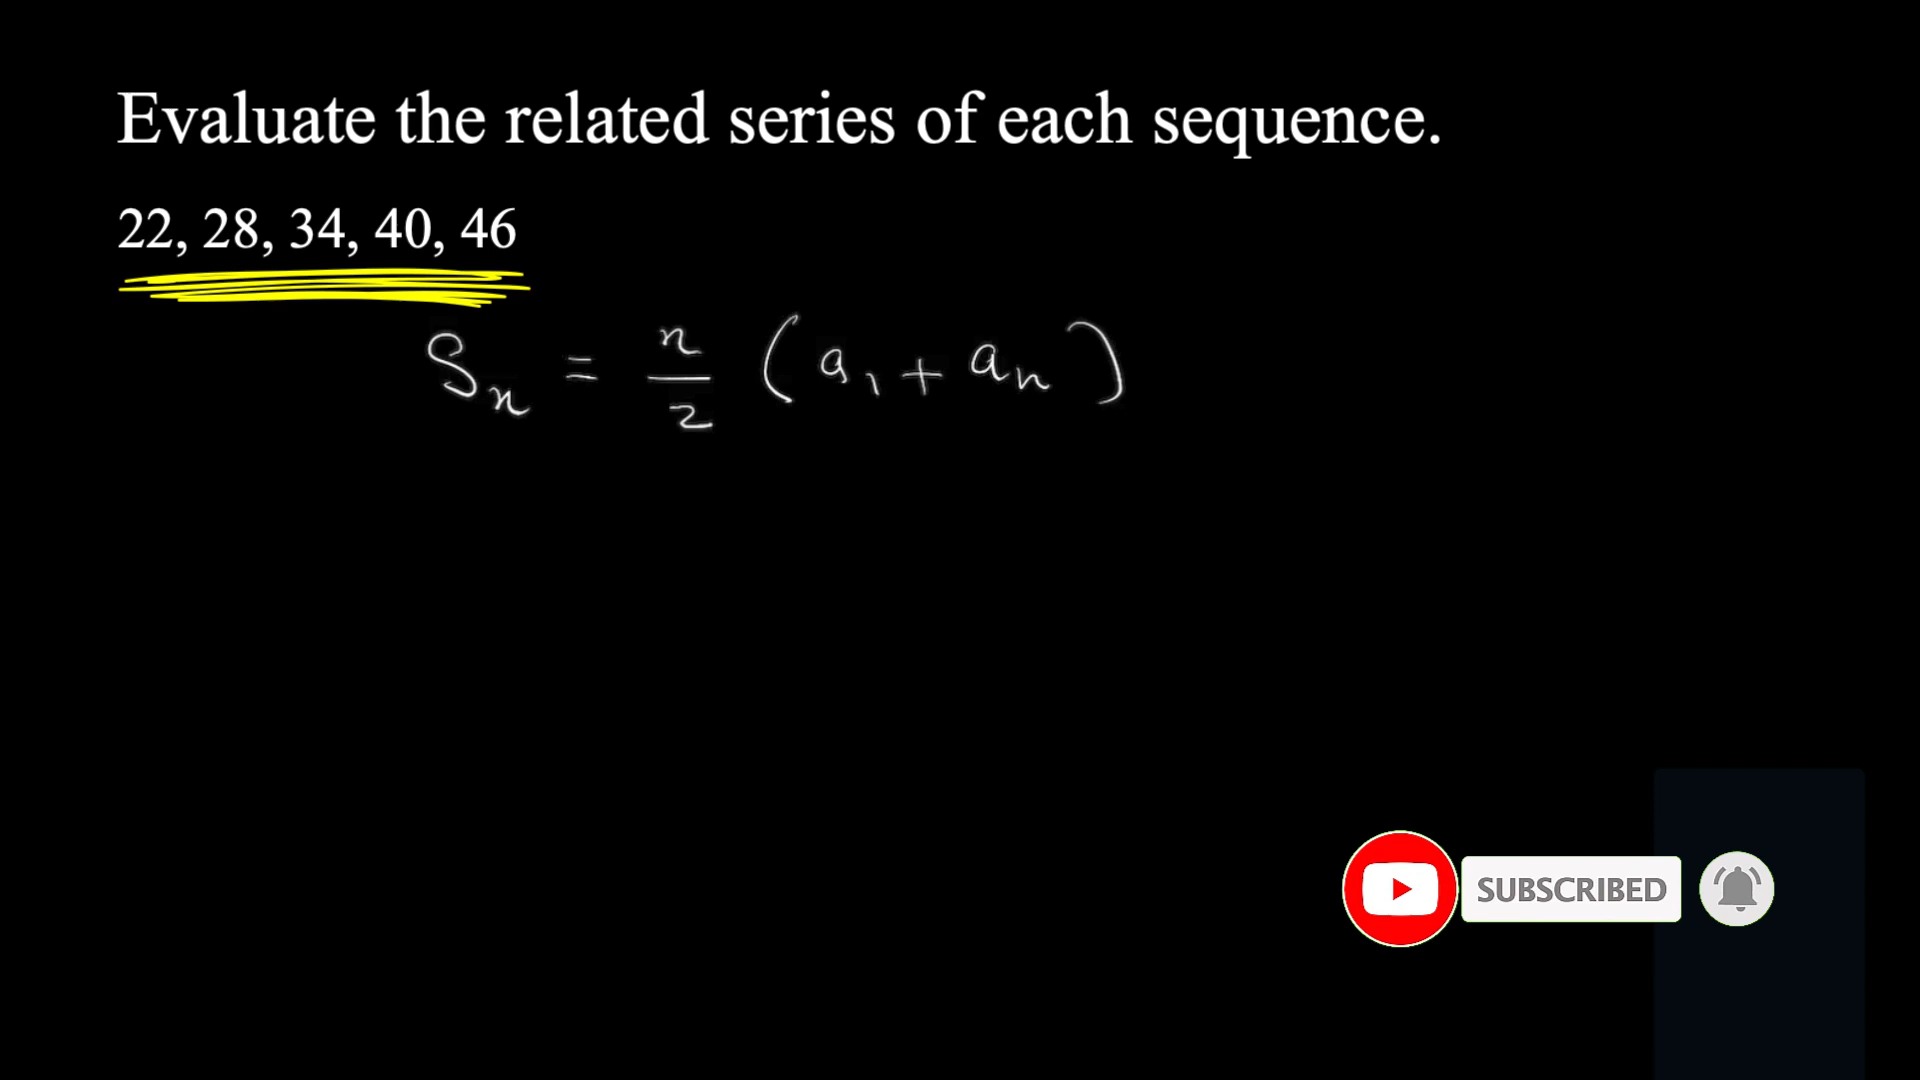 Evaluate the related series of each sequence.
22, 28, 34, 40, 46
Sₙ = n/2 (a₁ + aₙ)
SUBSCRIBED